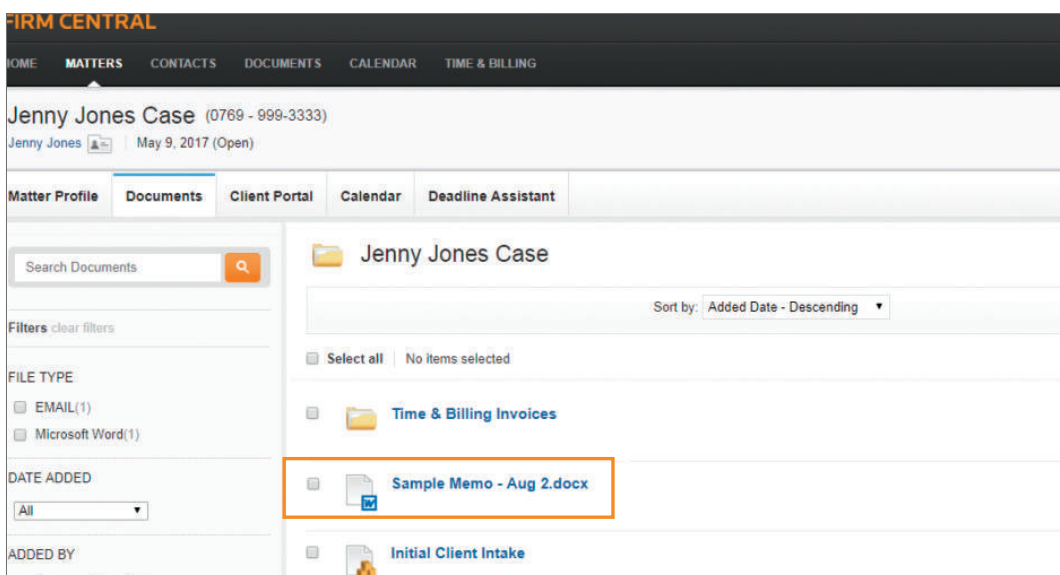 FIRM CENTRAL
HOME MATTERS CONTACTS DOCUMENTS CALENDAR TIME & BILLING
Jenny Jones Case (0769 - 999-3333)
Jenny Jones May 9, 2017 (Open)
Matter Profile Documents Client Portal Calendar Deadline Assistant
Search Documents
Filters clear filters
FILE TYPE
EMAIL(1)
Microsoft Word(1)
DATE ADDED
All
ADDED BY
Jenny Jones Case
Sort by: Added Date - Descending
Select all No items selected
Time & Billing Invoices
Sample Memo - Aug 2.docx
Initial Client Intake